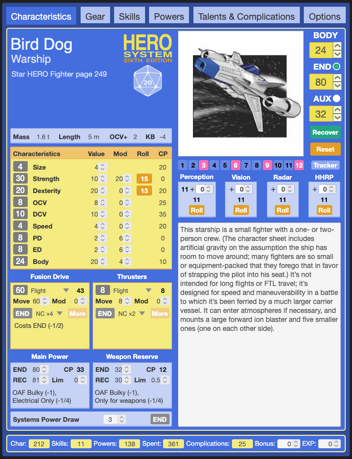 Characteristics Gear Skills Powers Talents & Complications Options
Bird Dog
Warship
Star HERO Fighter page 249
HERO
SYSTEM
SIXTH EDITION
20
Mass 1.6 t Length 5 m OCV+ 2 KB -4
Characteristics Value Mod Roll CP
4 Size 4 20
30 Strength 10 20 15 0
20 Dexterity 20 0 13 20
8 OCV 8 25
10 DCV 10 35
4 Speed 4 0 20
8 PD 2 6 0
8 ED 2 6 0
24 Body 20 4 10
Fusion Drive
60 Flight 43
Move 60 Mod 0
END NC x4 More
Costs END (-1/2)
Thrusters
8 Flight 8
Move 8 Mod 0
END NC x2 More
Main Power
END 80 CP 33
REC 81 Lim 0
OAF Bulky (-1),
Electrical Only (-1/4)
Weapon Reserve
END 32 CP 12
REC 30 Lim 0.5
OAF Bulky (-1),
Only for weapons (-1/4)
Systems Power Draw 3 END
BODY
24
END
80
AUX
32
Recover
Reset
1 2 3 4 5 6 7 8 9 10 11 12 Tracker
Perception Vision Radar HHRP
11 + 0 + 0 + 0 + 0
11 11 11 11
Roll Roll Roll Roll
This starship is a small fighter with a one- or two-
person crew. (The character sheet includes
artificial gravity on the assumption the ship has
room to move around; many fighters are so small
or equipment-packed that they forego that in favor
of strapping the pilot into his seat.) It's not
intended for long flights or FTL travel; it's
designed for speed and maneuverability in a battle
to which it's been ferried by a much larger carrier
vessel. It can enter atmospheres if necessary, and
mounts a large forward ion blaster and five smaller
ones (one on each other side).
Char: 212 Skills: 11 Powers: 138 Spent: 361 Complications: 25 Bonus: 0 EXP: 0